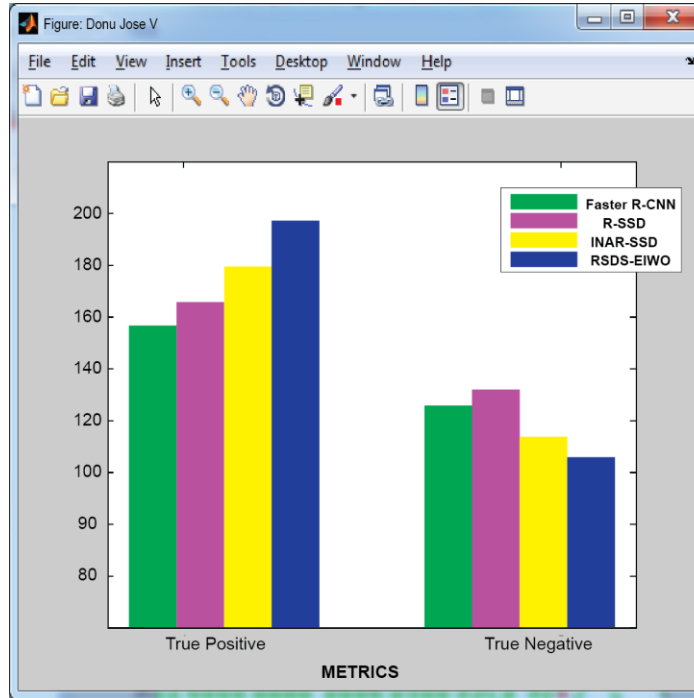 Figure: Donu Jose V
File Edit View Insert Tools Desktop Window Help
Faster R-CNN
R-SSD
INAR-SSD
RSDS-EIWO
200
180
160
140
120
100
90
80
True Positive True Negative
METRICS